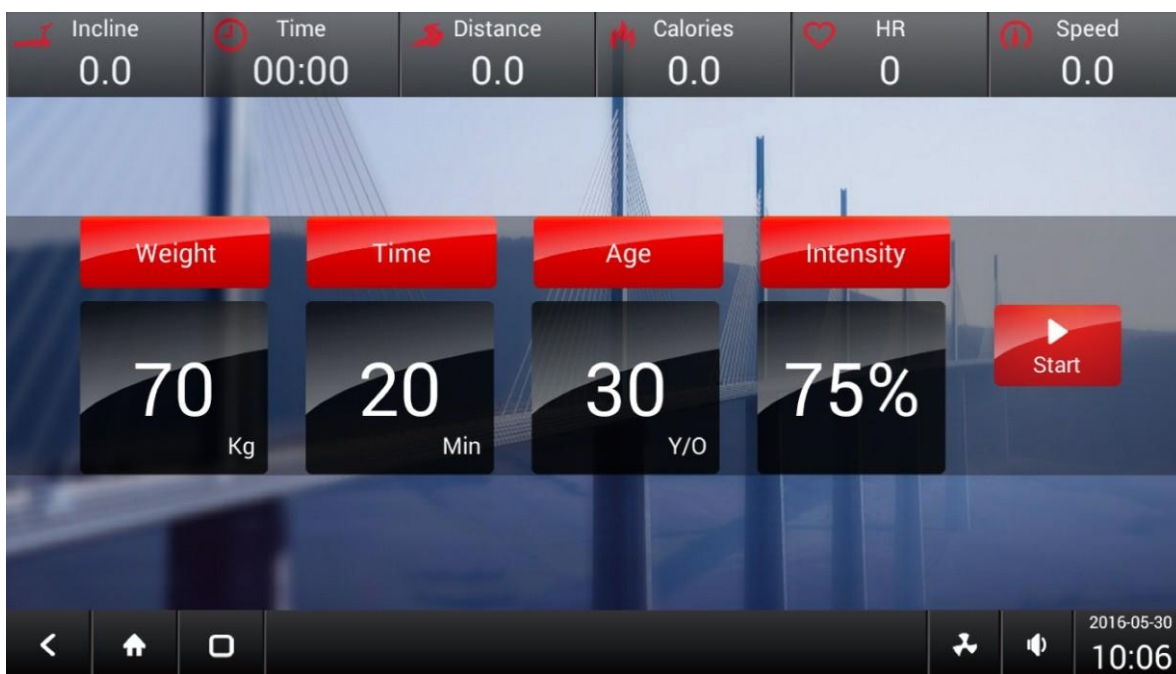 Incline Time Distance Calories HR Speed
0.0 00:00 0.0 0.0 0 0.0
Weight Time Age Intensity
70 20 30 75%
Kg Min Y/O
Start
2016-05-30
10:06